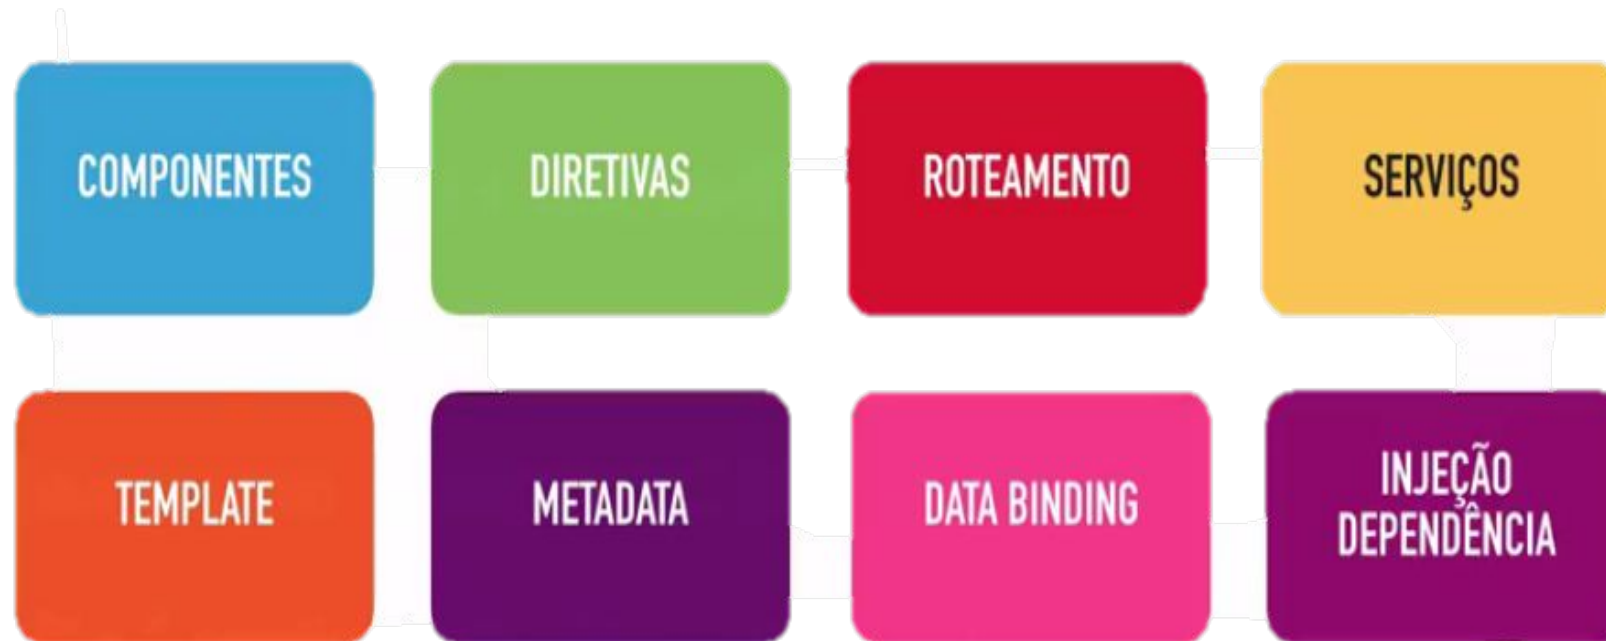 COMPONENTES
DIRETIVAS
ROTEAMENTO
SERVIÇOS
TEMPLATE
METADATA
DATA BINDING
INJEÇÃO
DEPENDÊNCIA